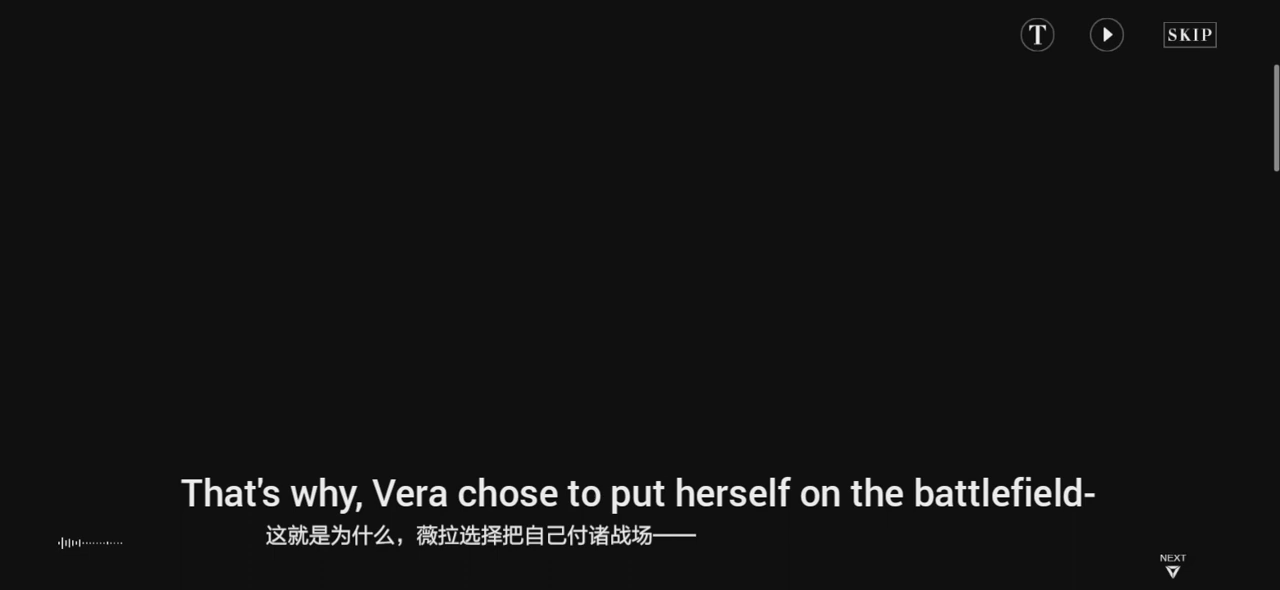 T
SKIP
That's why, Vera chose to put herself on the battlefield-
这就是为什么，薇拉选择把自己付诸战场——
NEXT